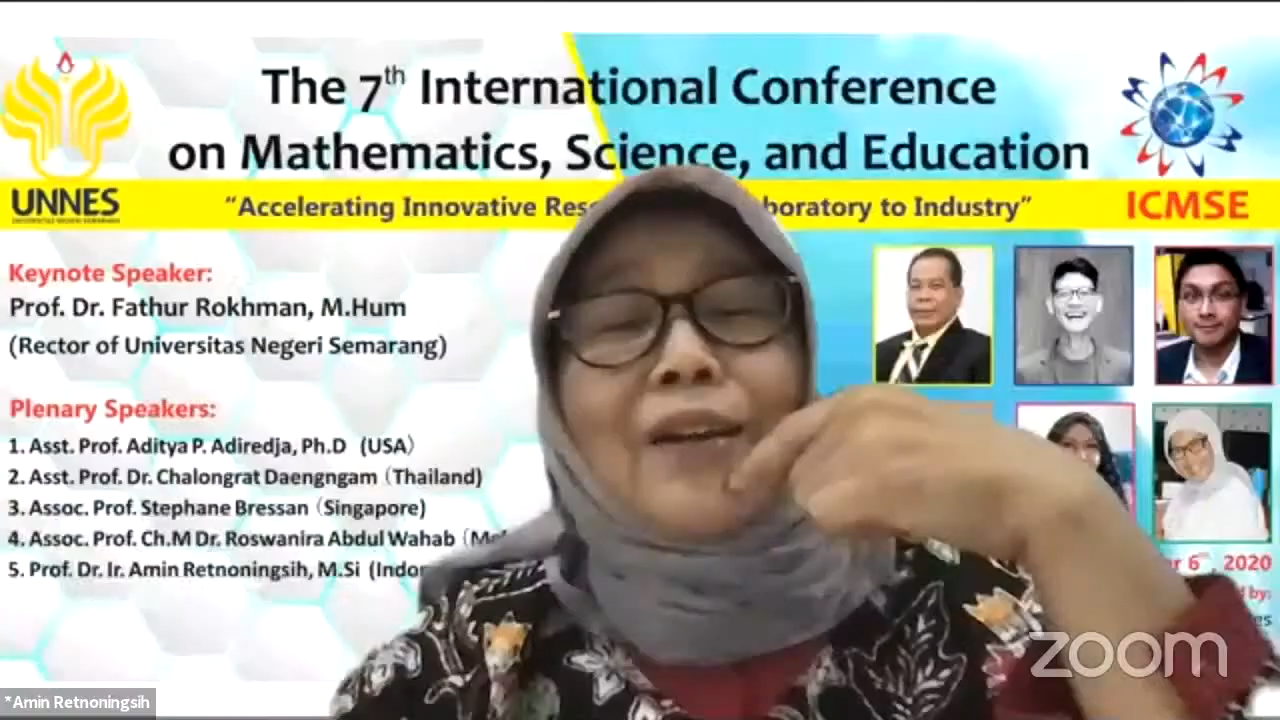 The 7th International Conference
on Mathematics, Science, and Education
UNNES
"Accelerating Innovative Res boratory to Industry"
ICMSE
Keynote Speaker:
Prof. Dr. Fathur Rokhman, M.Hum
(Rector of Universitas Negeri Semarang)
Plenary Speakers:
1. Asst. Prof. Aditya P. Adiredja, Ph.D (USA)
2. Asst. Prof. Dr. Chalongrat Daengngam (Thailand)
3. Assoc. Prof. Stephane Bressan (Singapore)
4. Assoc. Prof. Ch.M Dr. Roswanira Abdul Wahab
5. Prof. Dr. Ir. Amin Retnoningsih, M.Si (Indo
r 6th, 2020
by:
zoom
*Amin Retnoningsih